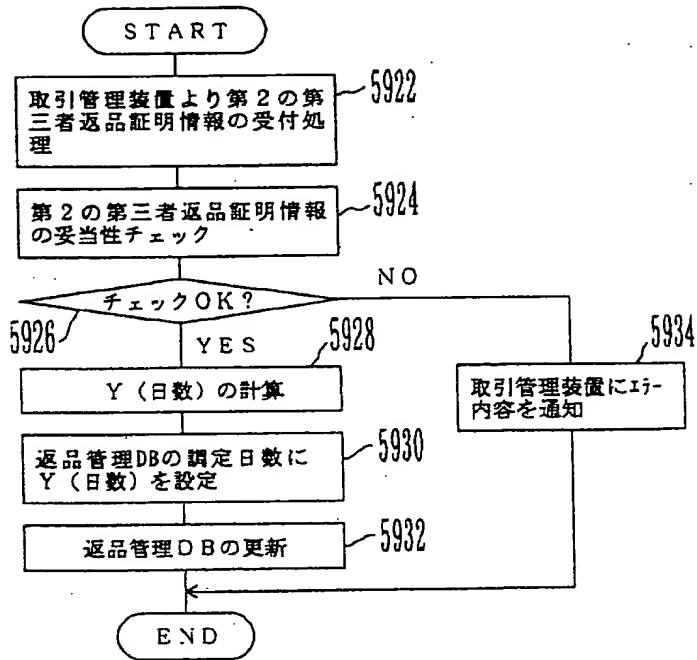 START
5922
取引管理装置より第2の第
三者返品証明情報の受付処
理
5924
第2の第三者返品証明情報
の妥当性チェック
チェックOK?
NO
5926
YES
5928
5934
Y(日数)の計算
取引管理装置にエラー
内容を通知
返品管理DBの調定日数に
Y(日数)を設定
5930
返品管理DBの更新
5932
END